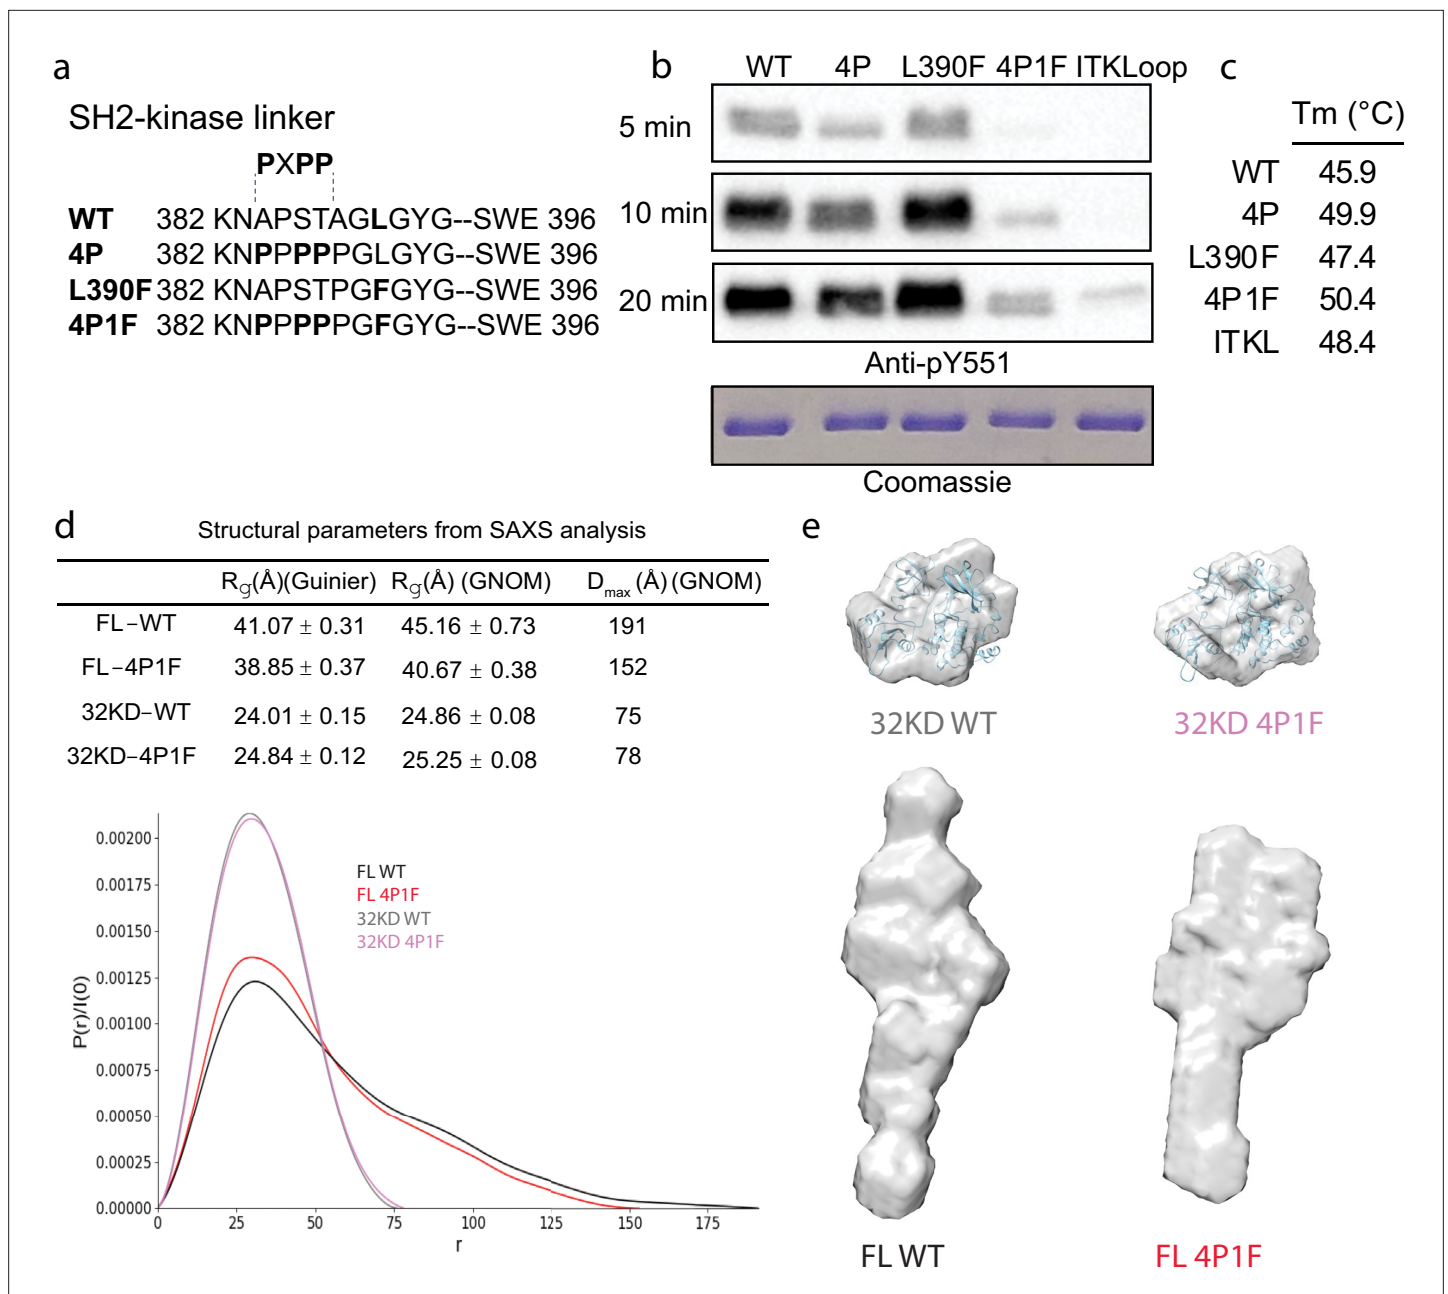 a
SH2-kinase linker
PXPP
WT 382 KNAPSTAGLGYG--SWE 396
4P 382 KNPPPPPGLGYG--SWE 396
L390F 382 KNAPSTPGFGYG--SWE 396
4P1F 382 KNPPPPPGFGYG--SWE 396
b
WT 4P L390F 4P1F ITKLoop
5 min
10 min
20 min
Anti-pY551
Coomassie
c
Tm (°C)
WT 45.9
4P 49.9
L390F 47.4
4P1F 50.4
ITKL 48.4
d
Structural parameters from SAXS analysis
Rg(Å)(Guinier) Rg(Å) (GNOM) Dmax (Å) (GNOM)
FL-WT 41.07 ± 0.31 45.16 ± 0.73 191
FL-4P1F 38.85 ± 0.37 40.67 ± 0.38 152
32KD-WT 24.01 ± 0.15 24.86 ± 0.08 75
32KD-4P1F 24.84 ± 0.12 25.25 ± 0.08 78
P(r)/I(0)
0.00200
0.00175
0.00150
0.00125
0.00100
0.00075
0.00050
0.00025
0.00000
0 25 50 75 100 125 150 175
r
FL WT
FL 4P1F
32KD WT
32KD 4P1F
e
32KD WT
32KD 4P1F
FL WT
FL 4P1F